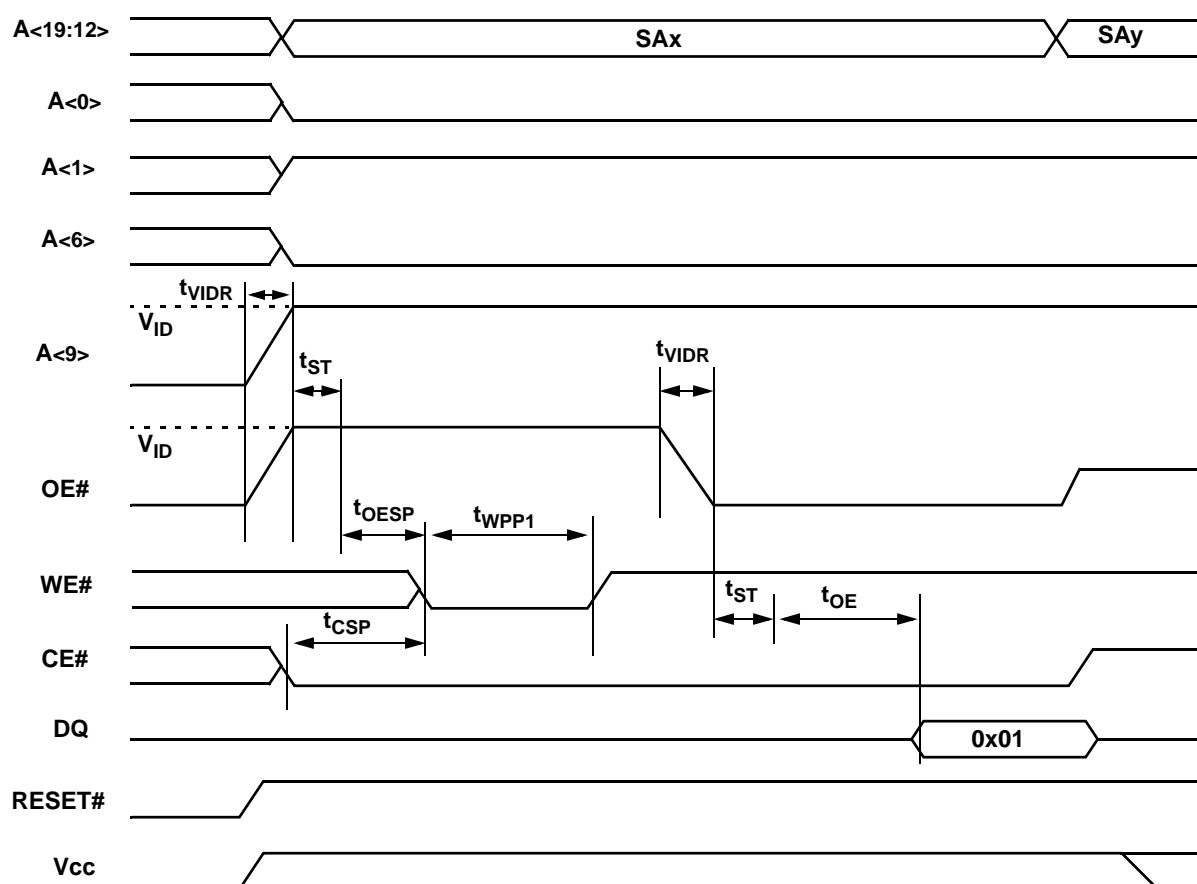 A<19:12> SAx SAy
A<0>
A<1>
A<6>
tVIDR
VID
A<9> tST tVIDR
VID
OE#
tOESP tWPP1
WE#
tST tOE
tCSP
CE#
DQ 0x01
RESET#
Vcc